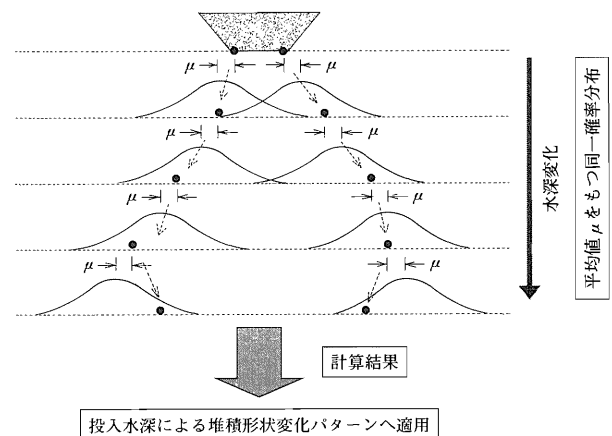 μ μ
μ μ
μ μ
μ μ
水深変化
平均値μをもつ同一確率分布
計算結果
投入水深による堆積形状変化パターンへ適用